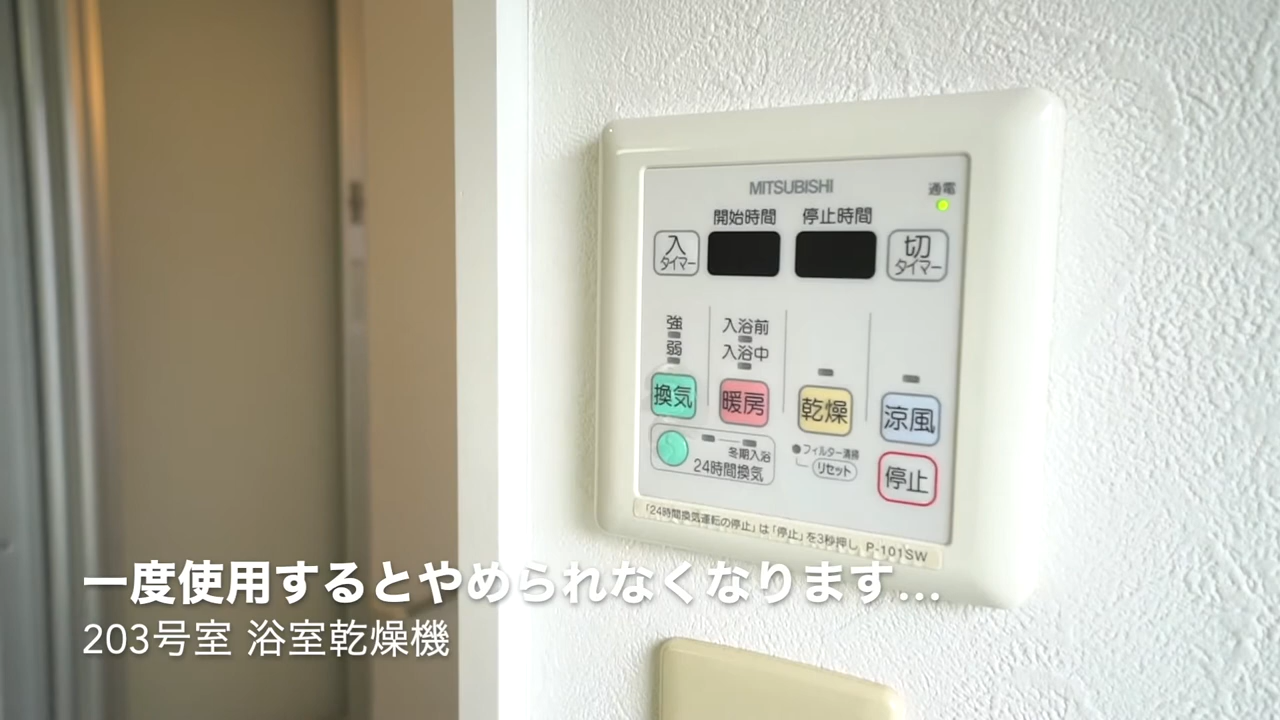 MITSUBISHI
通電
開始時間
停止時間
入
タイマー
切
タイマー
強
弱
入浴前
入浴中
換気
暖房
乾燥
涼風
冬期入浴
24時間換気
フィルター清掃
リセット
停止
「24時間換気運転の停止」は「停止」を3秒押し P-101SW
一度使用するとやめられなくなります…
203号室 浴室乾燥機